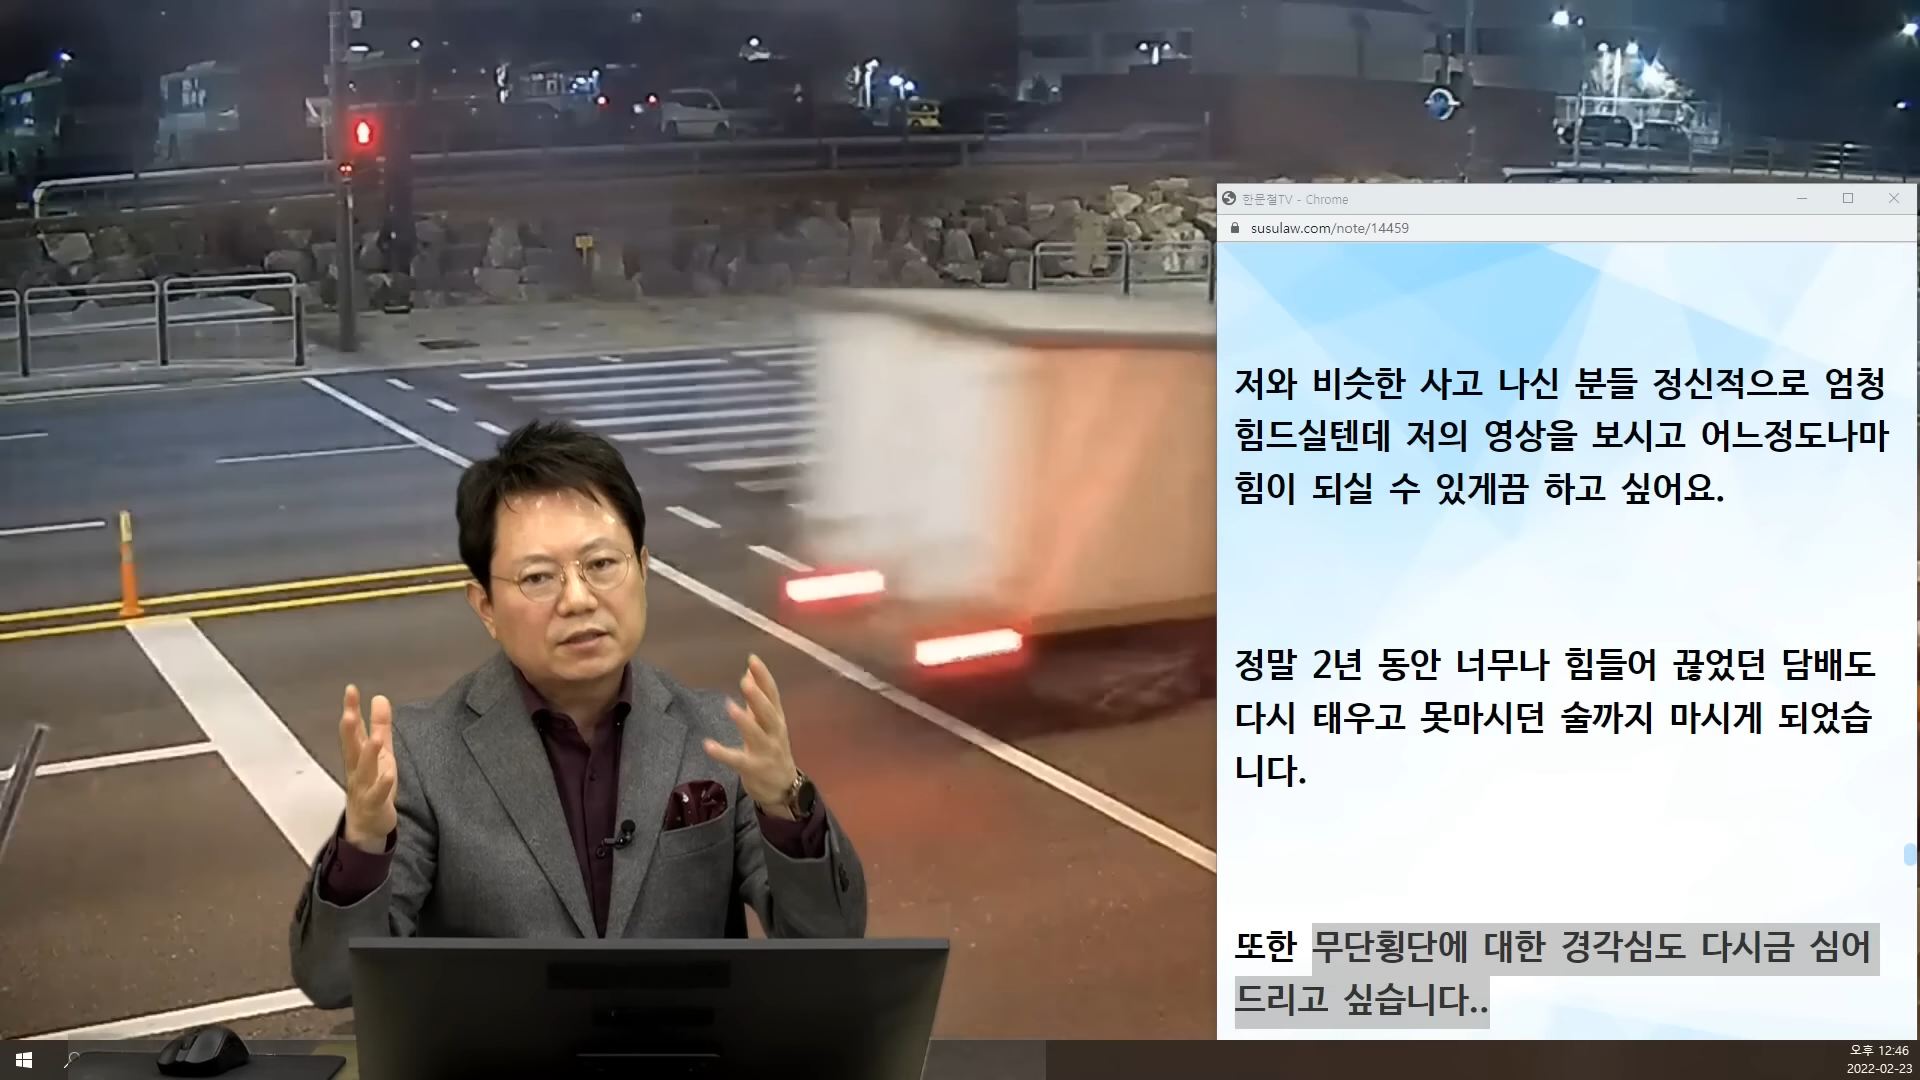 한문철TV - Chrome
susulaw.com/note/14459
저와 비슷한 사고 나신 분들 정신적으로 엄청
힘드실텐데 저의 영상을 보시고 어느정도나마
힘이 되실 수 있게끔 하고 싶어요.
정말 2년 동안 너무나 힘들어 끊었던 담배도
다시 태우고 못마시던 술까지 마시게 되었습
니다.
또한 무단횡단에 대한 경각심도 다시금 심어
드리고 싶습니다..
오후 12:46
2022-02-23